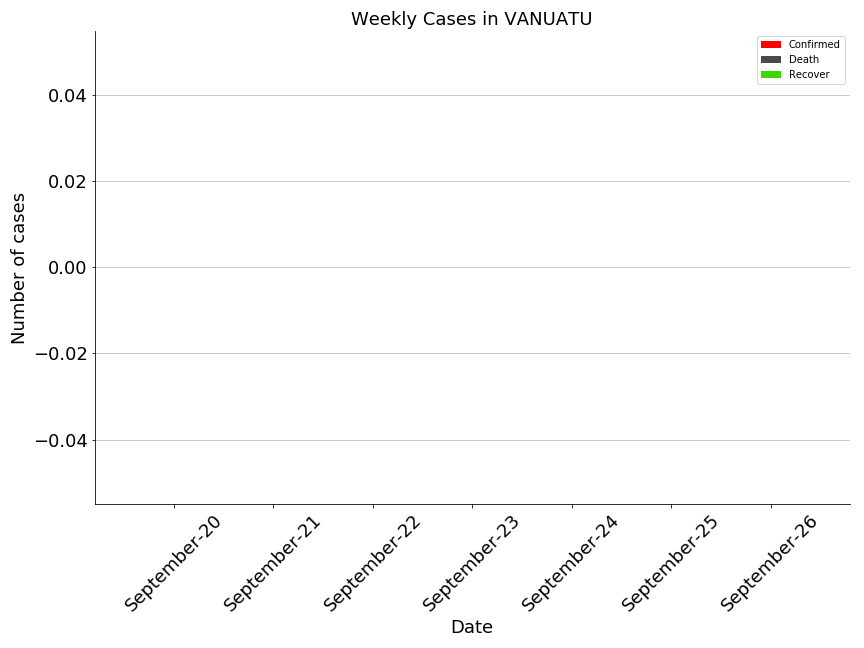 Weekly Cases in VANUATU
Confirmed
Death
Recover
Number of cases
0.04
0.02
0.00
−0.02
−0.04
September-20
September-21
September-22
September-23
September-24
September-25
September-26
Date